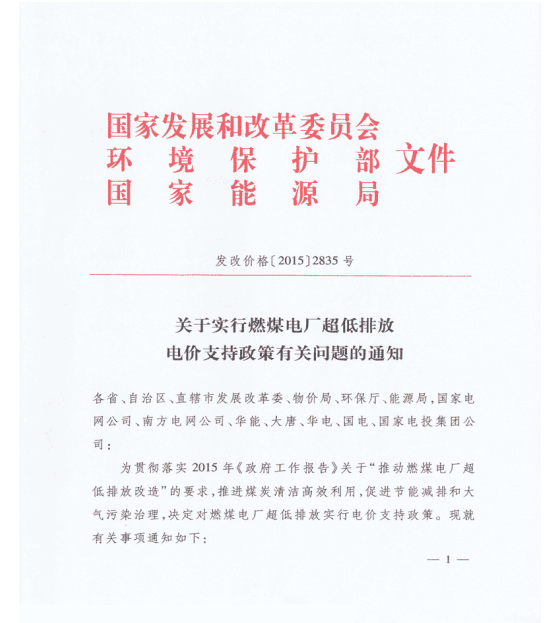 国家发展和改革委员会
环境保护部 文件
国家能源局
发改价格〔2015〕2835 号
关于实行燃煤电厂超低排放
电价支持政策有关问题的通知
各省、自治区、直辖市发展改革委、物价局、环保厅、能源局,国家电
网公司、南方电网公司、华能、大唐、华电、国电、国家电投集团公
司:
为贯彻落实 2015 年《政府工作报告》关于“推动燃煤电厂超
低排放改造”的要求,推进煤炭清洁高效利用,促进节能减排和大
气污染治理,决定对燃煤电厂超低排放实行电价支持政策。现就
有关事项通知如下:
— 1 —